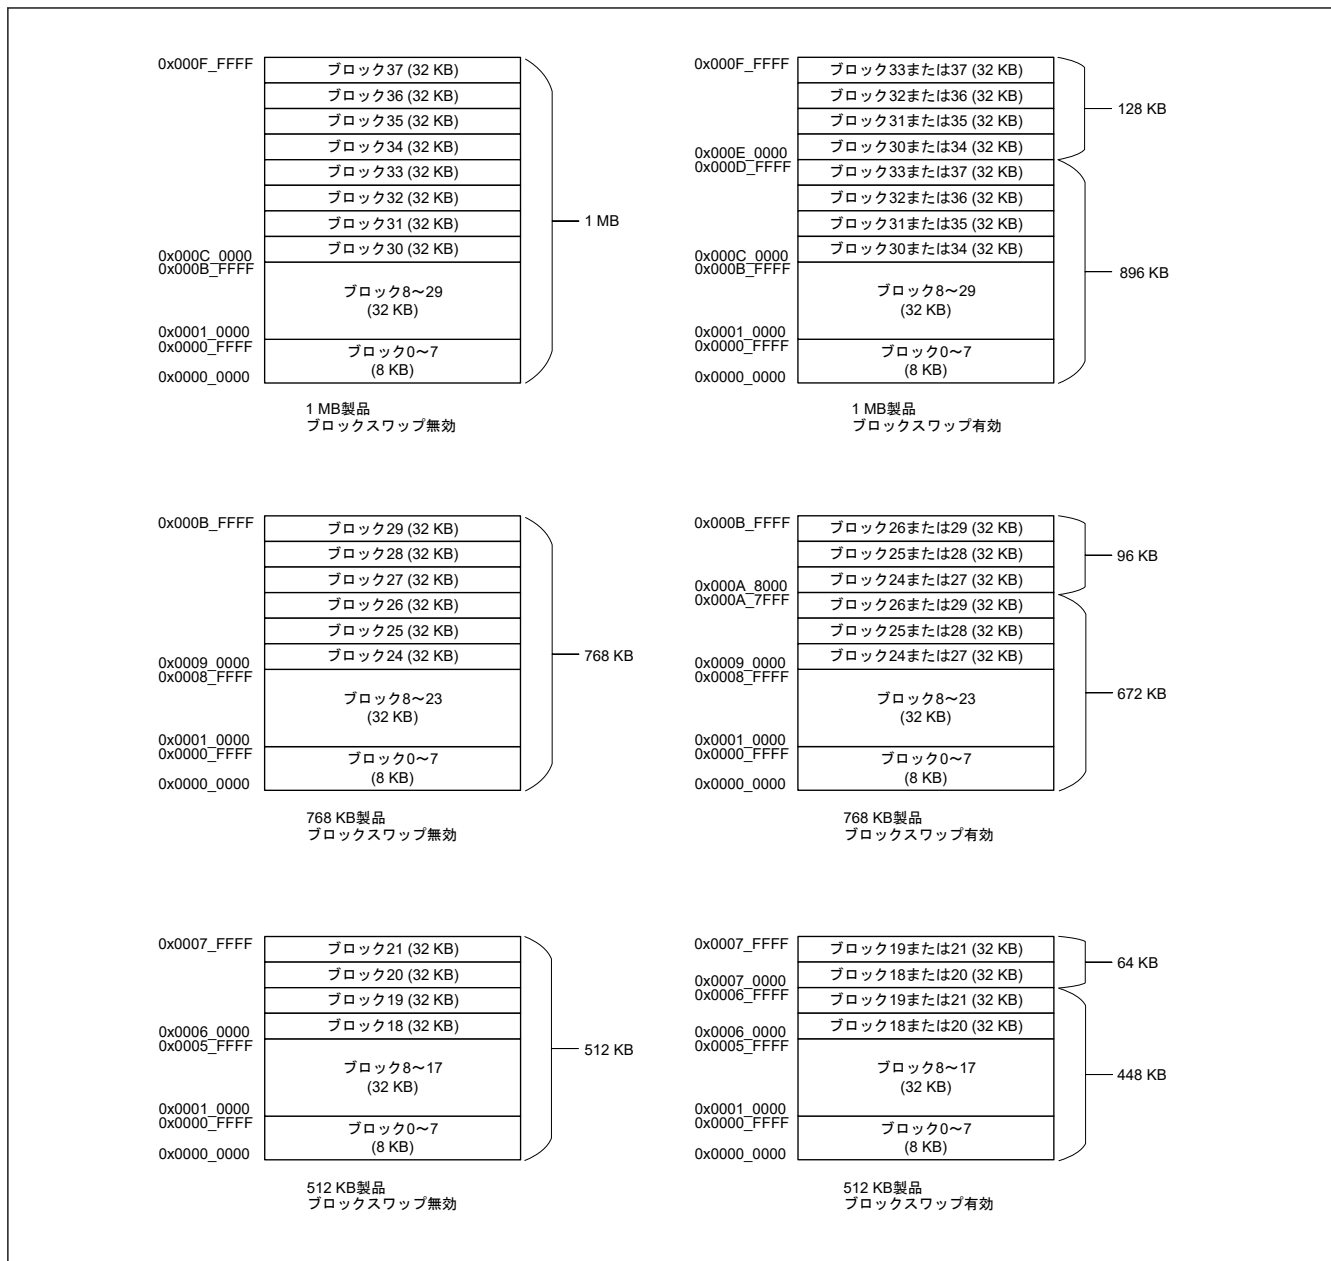 0x000F_FFFF
ブロック37 (32 KB)
ブロック36 (32 KB)
ブロック35 (32 KB)
ブロック34 (32 KB)
ブロック33 (32 KB)
ブロック32 (32 KB)
ブロック31 (32 KB)
ブロック30 (32 KB)
0x000C_0000
0x000B_FFFF
ブロック8～29
(32 KB)
0x0001_0000
0x0000_FFFF
ブロック0～7
(8 KB)
0x0000_0000
1 MB
1 MB製品
ブロックスワップ無効
0x000F_FFFF
ブロック33または37 (32 KB)
ブロック32または36 (32 KB)
ブロック31または35 (32 KB)
ブロック30または34 (32 KB)
128 KB
0x000E_0000
0x000D_FFFF
ブロック33または37 (32 KB)
ブロック32または36 (32 KB)
ブロック31または35 (32 KB)
ブロック30または34 (32 KB)
0x000C_0000
0x000B_FFFF
ブロック8～29
(32 KB)
0x0001_0000
0x0000_FFFF
ブロック0～7
(8 KB)
0x0000_0000
896 KB
1 MB製品
ブロックスワップ有効
0x000B_FFFF
ブロック29 (32 KB)
ブロック28 (32 KB)
ブロック27 (32 KB)
ブロック26 (32 KB)
ブロック25 (32 KB)
ブロック24 (32 KB)
0x0009_0000
0x0008_FFFF
ブロック8～23
(32 KB)
0x0001_0000
0x0000_FFFF
ブロック0～7
(8 KB)
0x0000_0000
768 KB
768 KB製品
ブロックスワップ無効
0x000B_FFFF
ブロック26または29 (32 KB)
ブロック25または28 (32 KB)
ブロック24または27 (32 KB)
96 KB
0x000A_8000
0x000A_7FFF
ブロック26または29 (32 KB)
ブロック25または28 (32 KB)
ブロック24または27 (32 KB)
0x0009_0000
0x0008_FFFF
ブロック8～23
(32 KB)
0x0001_0000
0x0000_FFFF
ブロック0～7
(8 KB)
0x0000_0000
672 KB
768 KB製品
ブロックスワップ有効
0x0007_FFFF
ブロック21 (32 KB)
ブロック20 (32 KB)
ブロック19 (32 KB)
ブロック18 (32 KB)
0x0006_0000
0x0005_FFFF
ブロック8～17
(32 KB)
0x0001_0000
0x0000_FFFF
ブロック0～7
(8 KB)
0x0000_0000
512 KB
512 KB製品
ブロックスワップ無効
0x0007_FFFF
ブロック19または21 (32 KB)
ブロック18または20 (32 KB)
64 KB
0x0007_0000
0x0006_FFFF
ブロック19または21 (32 KB)
ブロック18または20 (32 KB)
0x0006_0000
0x0005_FFFF
ブロック8～17
(32 KB)
0x0001_0000
0x0000_FFFF
ブロック0～7
(8 KB)
0x0000_0000
448 KB
512 KB製品
ブロックスワップ有効